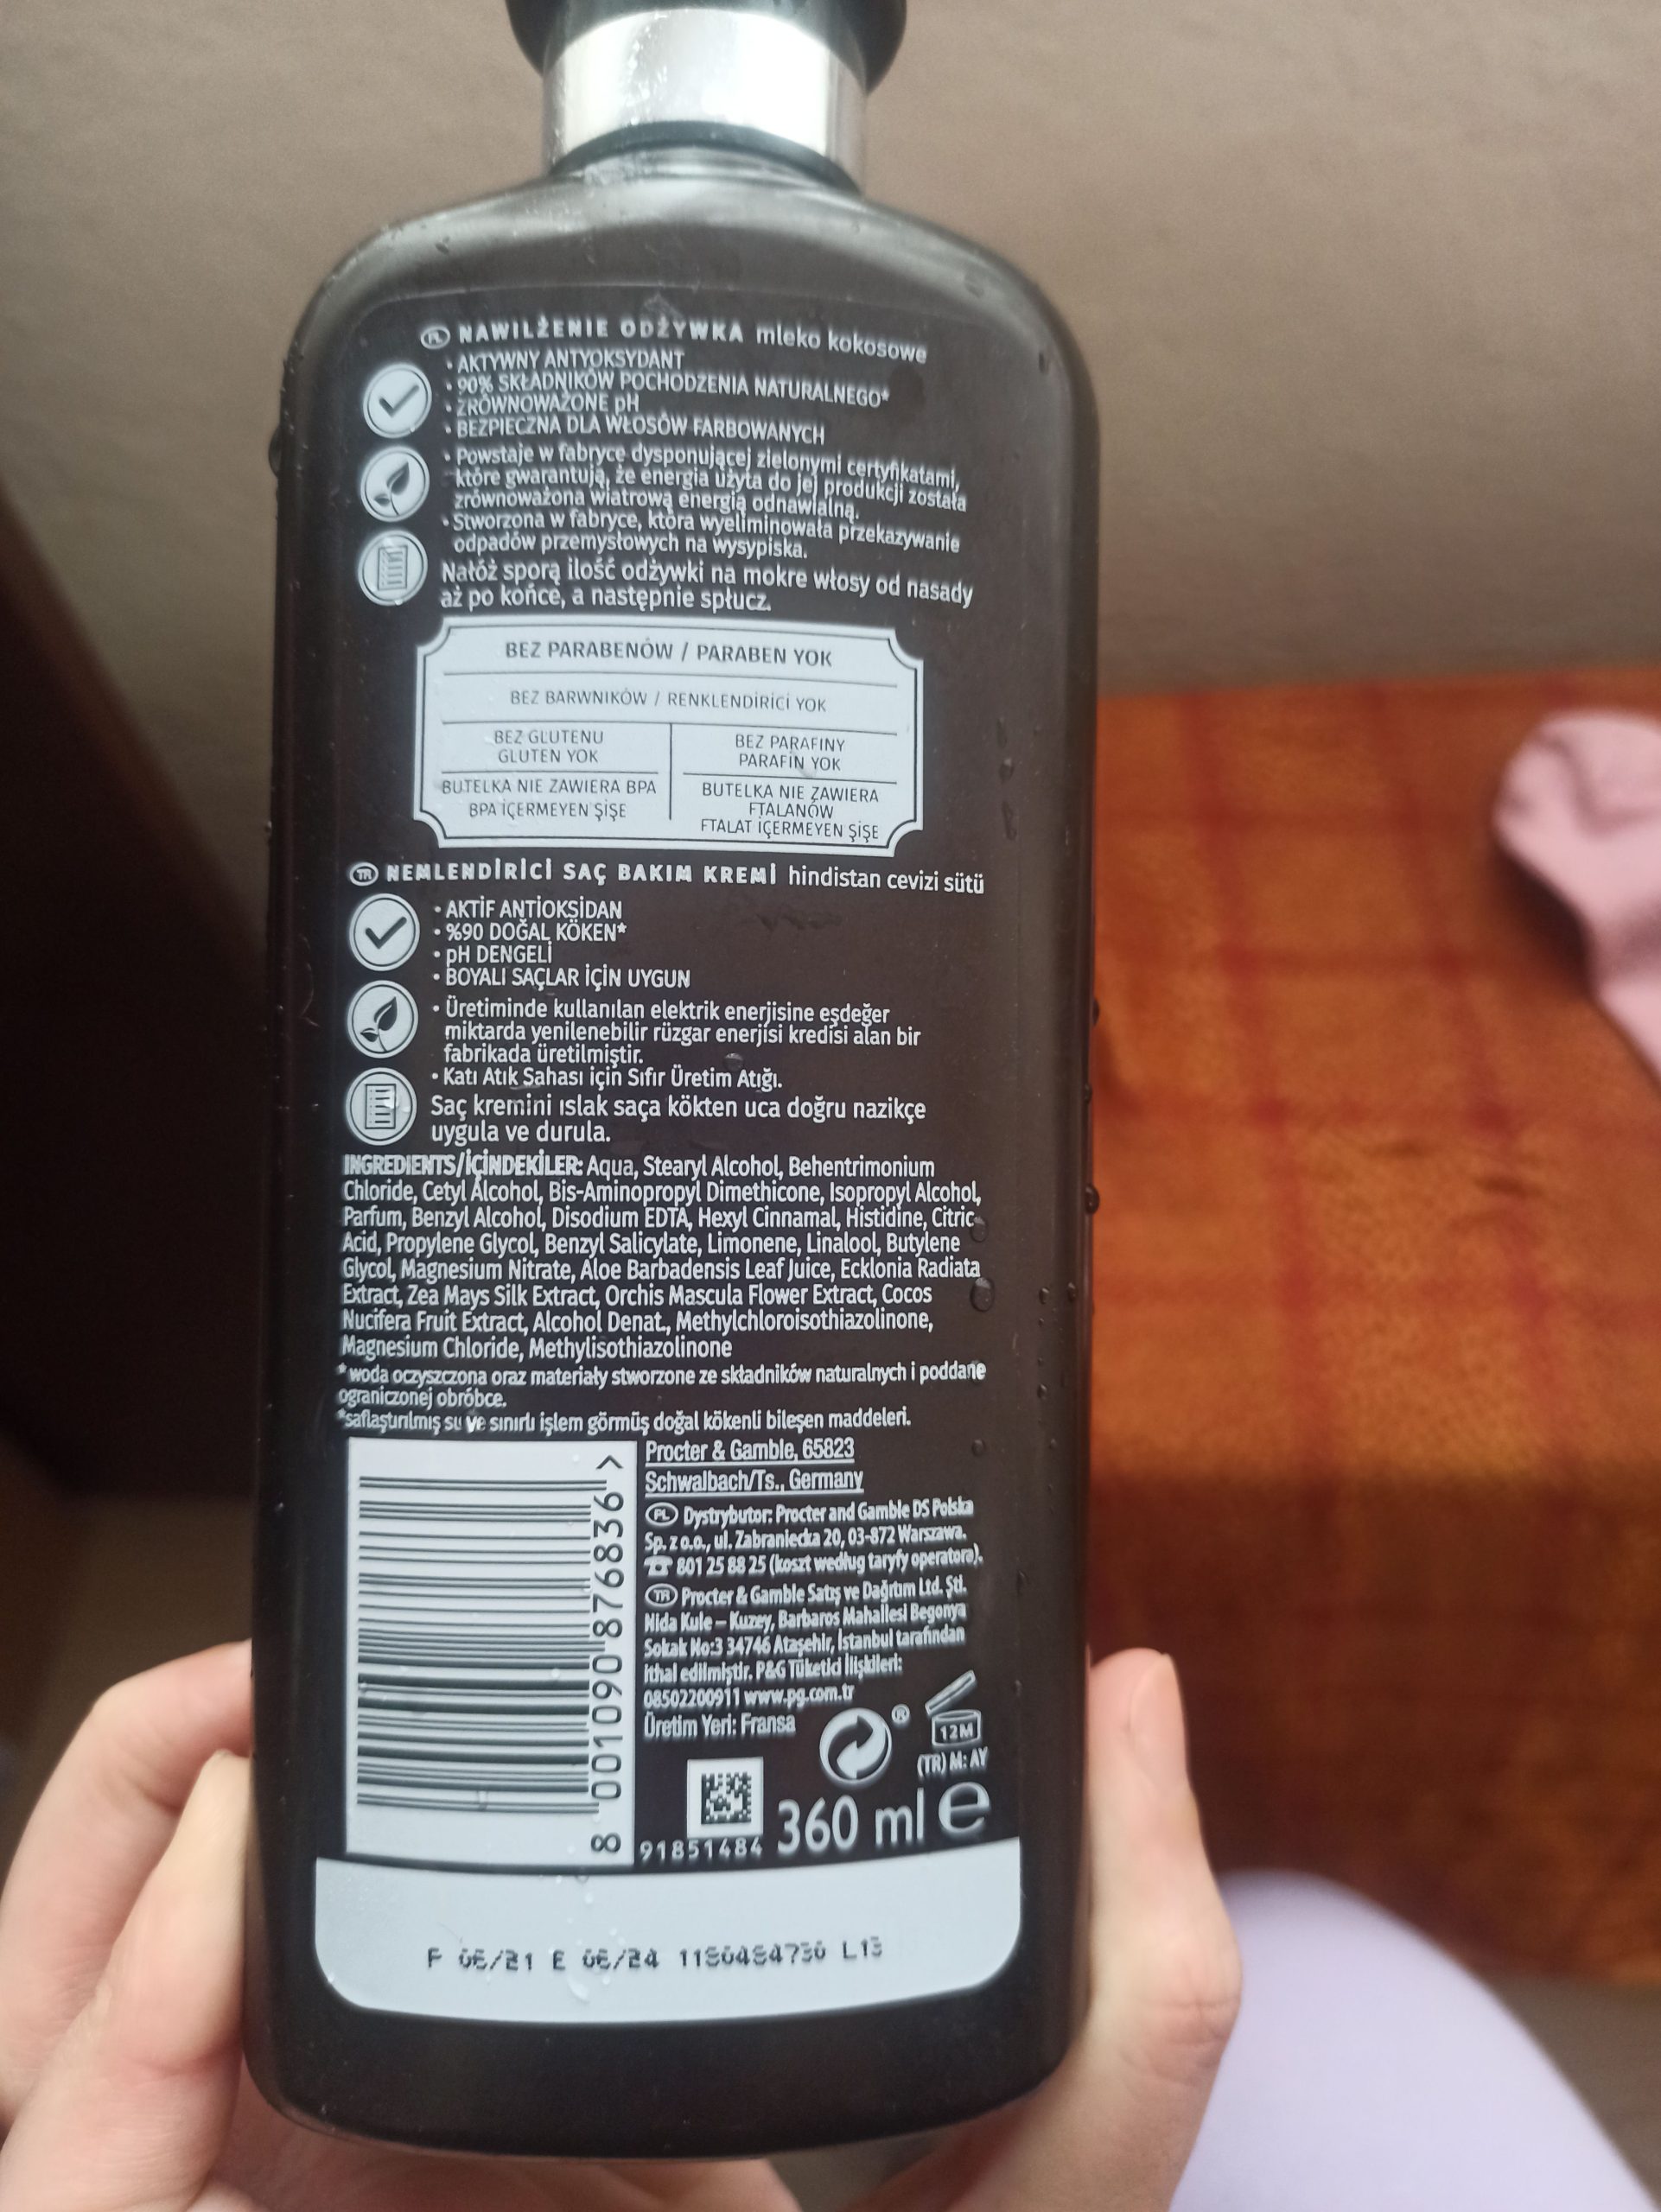 PL NAWILŻENIE ODŻYWKA mleko kokosowe
• AKTYWNY ANTYOKSYDANT
• 90% SKŁADNIKÓW POCHODZENIA NATURALNEGO*
• ZRÓWNOWAŻONE pH
• BEZPIECZNA DLA WŁOSÓW FARBOWANYCH
• Powstaje w fabryce dysponującej zielonymi certyfikatami,
które gwarantują, że energia użyta do jej produkcji została
zrównoważona wiatrową energią odnawialną.
• Stworzona w fabryce, która wyeliminowała przekazywanie
odpadów przemysłowych na wysypiska.
Nałóż sporą ilość odżywki na mokre włosy od nasady
aż po końce, a następnie spłucz.
BEZ PARABENÓW / PARABEN YOK
BEZ BARWNIKÓW / RENKLENDİRİCİ YOK
BEZ GLUTENU
GLUTEN YOK
BEZ PARAFINY
PARAFİN YOK
BUTELKA NIE ZAWIERA BPA
BPA İÇERMEYEN ŞİŞE
BUTELKA NIE ZAWIERA
FTALANÓW
FTALAT İÇERMEYEN ŞİŞE
TR NEMLENDİRİCİ SAÇ BAKIM KREMİ hindistan cevizi sütü
• AKTİF ANTİOKSİDAN
• %90 DOĞAL KÖKEN*
• pH DENGELİ
• BOYALI SAÇLAR İÇİN UYGUN
• Üretiminde kullanılan elektrik enerjisine eşdeğer
miktarda yenilenebilir rüzgar enerjisi kredisi alan bir
fabrikada üretilmiştir.
• Katı Atık Sahası için Sıfır Üretim Atığı.
Saç kremini ıslak saça kökten uca doğru nazikçe
uygula ve durula.
INGREDIENTS/İÇİNDEKİLER: Aqua, Stearyl Alcohol, Behentrimonium
Chloride, Cetyl Alcohol, Bis-Aminopropyl Dimethicone, Isopropyl Alcohol,
Parfum, Benzyl Alcohol, Disodium EDTA, Hexyl Cinnamal, Histidine, Citric
Acid, Propylene Glycol, Benzyl Salicylate, Limonene, Linalool, Butylene
Glycol, Magnesium Nitrate, Aloe Barbadensis Leaf Juice, Ecklonia Radiata
Extract, Zea Mays Silk Extract, Orchis Mascula Flower Extract, Cocos
Nucifera Fruit Extract, Alcohol Denat., Methylchloroisothiazolinone,
Magnesium Chloride, Methylisothiazolinone
*woda oczyszczona oraz materiały stworzone ze składników naturalnych i poddane
ograniczonej obróbce.
*saflaştırılmış su ve sınırlı işlem görmüş doğal kökenli bileşen maddeleri.
Procter & Gamble, 65823
Schwalbach/Ts., Germany
PL Dystrybutor: Procter and Gamble DS Polska
Sp. z o.o., ul. Zabraniecka 20, 03-872 Warszawa.
☎ 801 25 88 25 (koszt według taryfy operatora).
TR Procter & Gamble Satış ve Dağıtım Ltd. Şti.
Nida Kule – Kuzey, Barbaros Mahallesi Begonya
Sokak No:3 34746 Ataşehir, İstanbul tarafından
ithal edilmiştir. P&G Tüketici İlişkileri:
08502200911 www.pg.com.tr
Üretim Yeri: Fransa
®
12M
(TR) M: AY
8 001090 876836 >
91851484
360 ml e
F 06/21 E 06/24 1180484730 L13